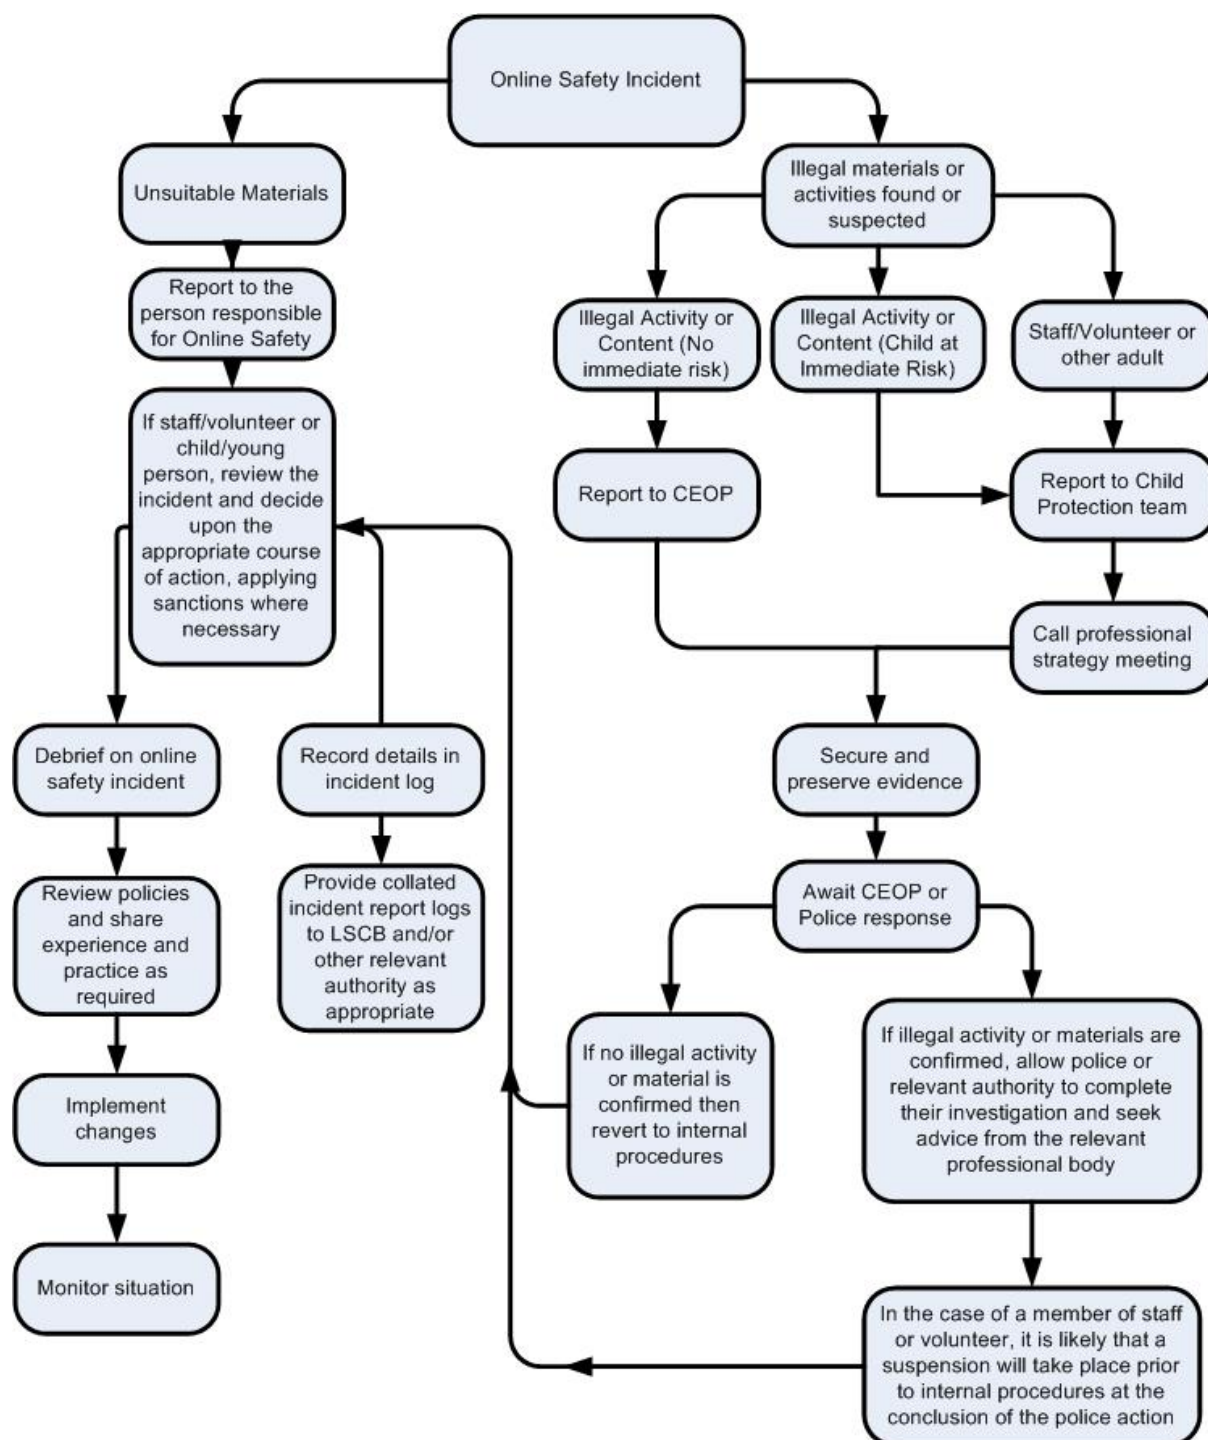 Online Safety Incident
Unsuitable Materials
Report to the
person responsible
for Online Safety
If staff/volunteer or
child/young
person, review the
incident and decide
upon the
appropriate course
of action, applying
sanctions where
necessary
Debrief on online
safety incident
Review policies
and share
experience and
practice as
required
Implement
changes
Monitor situation
Record details in
incident log
Provide collated
incident report logs
to LSCB and/or
other relevant
authority as
appropriate
Illegal materials or
activities found or
suspected
Illegal Activity or
Content (No
immediate risk)
Illegal Activity or
Content (Child at
Immediate Risk)
Staff/Volunteer or
other adult
Report to CEOP
Report to Child
Protection team
Call professional
strategy meeting
Secure and
preserve evidence
Await CEOP or
Police response
If no illegal activity
or material is
confirmed then
revert to internal
procedures
If illegal activity or materials are
confirmed, allow police or
relevant authority to complete
their investigation and seek
advice from the relevant
professional body
In the case of a member of staff
or volunteer, it is likely that a
suspension will take place prior
to internal procedures at the
conclusion of the police action